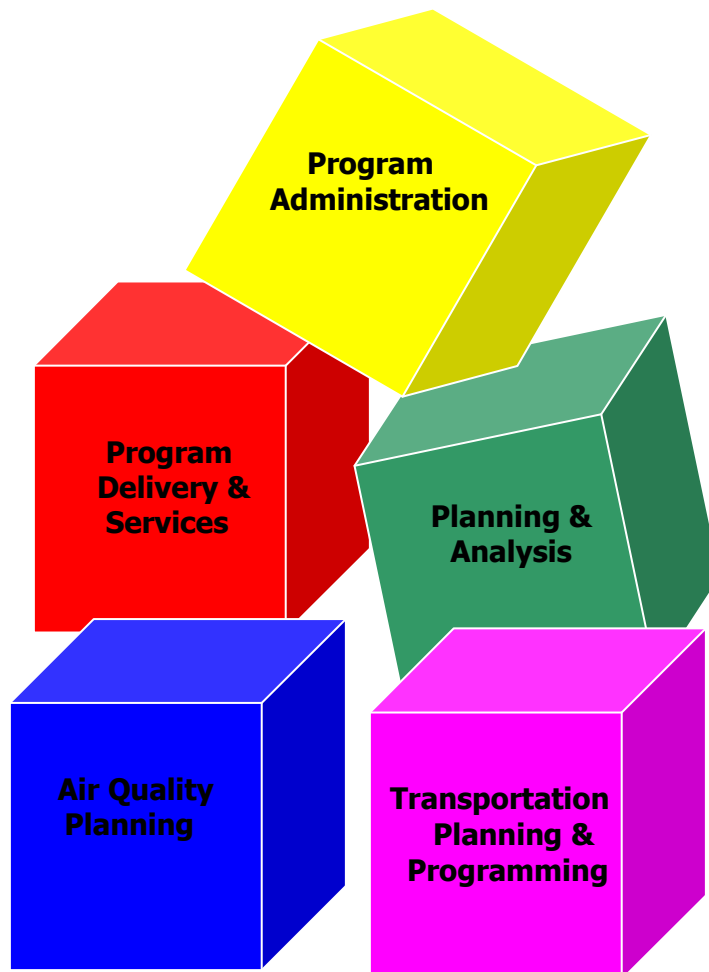 Program
Administration
Program
Delivery &
Services
Planning &
Analysis
Air Quality
Planning
Transportation
Planning &
Programming